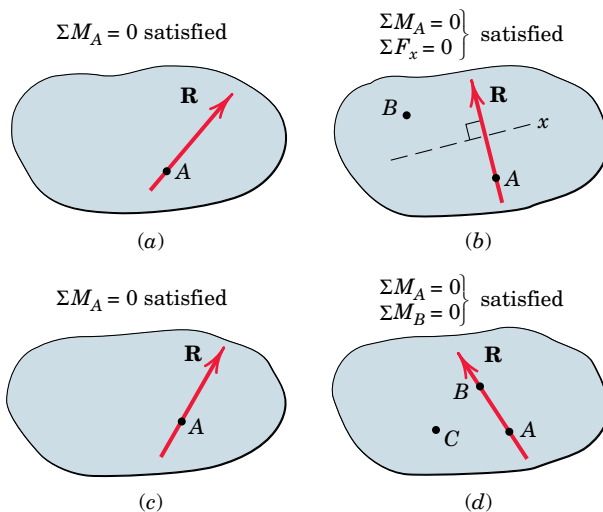 ΣM_A = 0 satisfied
R
A
(a)
ΣM_A = 0
ΣF_x = 0
} satisfied
B
R
x
A
(b)
ΣM_A = 0 satisfied
R
A
(c)
ΣM_A = 0
ΣM_B = 0
} satisfied
R
B
A
C
(d)